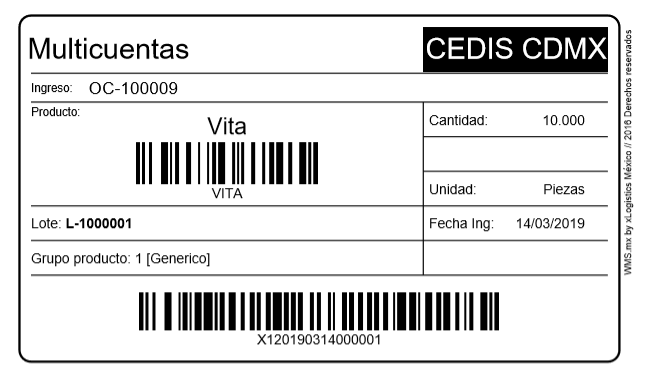 Multicuentas
CEDIS CDMX
Ingreso: OC-100009
Producto:
Vita
VITA
Cantidad: 10.000
Unidad: Piezas
Lote: L-1000001
Fecha Ing: 14/03/2019
Grupo producto: 1 [Generico]
X120190314000001
WMS.mx by xLogistics México // 2016 Derechos reservados